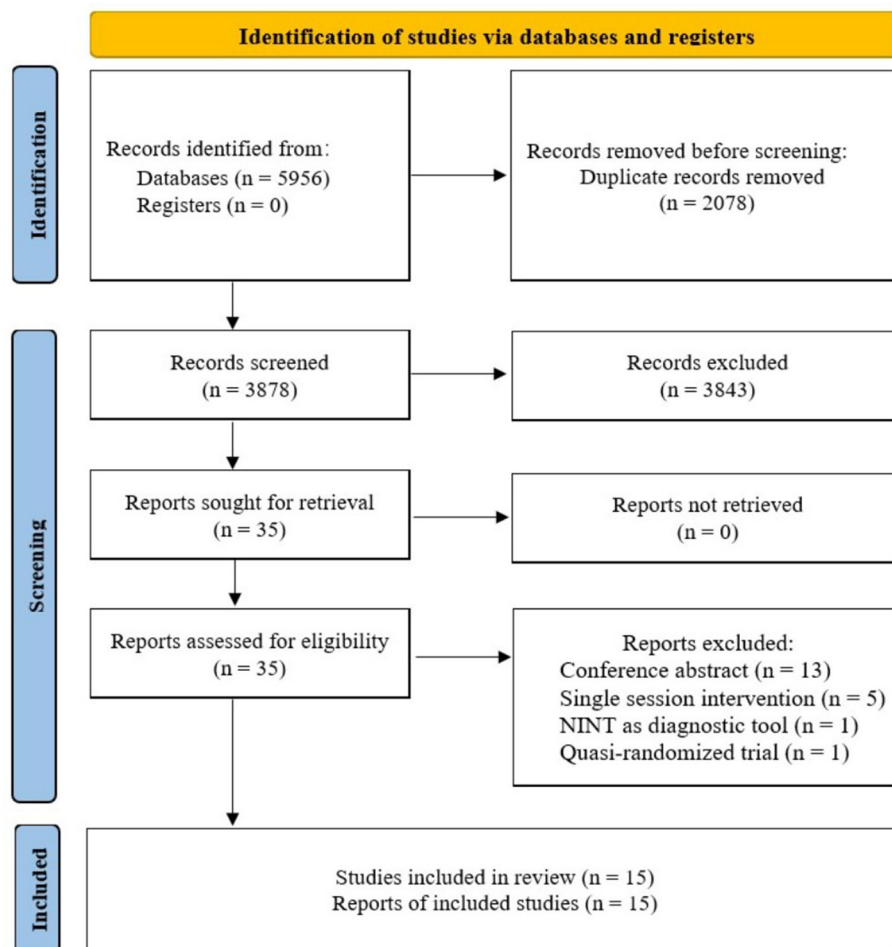 Identification of studies via databases and registers
Identification
Records identified from:
Databases (n = 5956)
Registers (n = 0)
Records removed before screening:
Duplicate records removed
(n = 2078)
Screening
Records screened
(n = 3878)
Records excluded
(n = 3843)
Reports sought for retrieval
(n = 35)
Reports not retrieved
(n = 0)
Reports assessed for eligibility
(n = 35)
Reports excluded:
Conference abstract (n = 13)
Single session intervention (n = 5)
NINT as diagnostic tool (n = 1)
Quasi-randomized trial (n = 1)
Included
Studies included in review (n = 15)
Reports of included studies (n = 15)